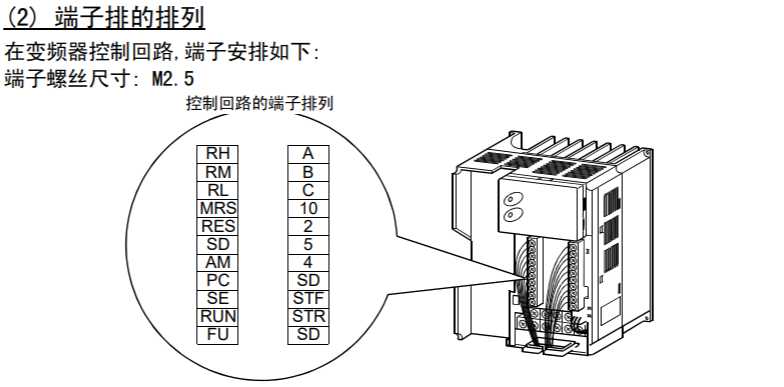 (2) 端子排的排列
在变频器控制回路,端子安排如下:
端子螺丝尺寸: M2.5
控制回路的端子排列
RH A
RM B
RL C
MRS 10
RES 2
SD 5
AM 4
PC SD
SE STF
RUN STR
FU SD